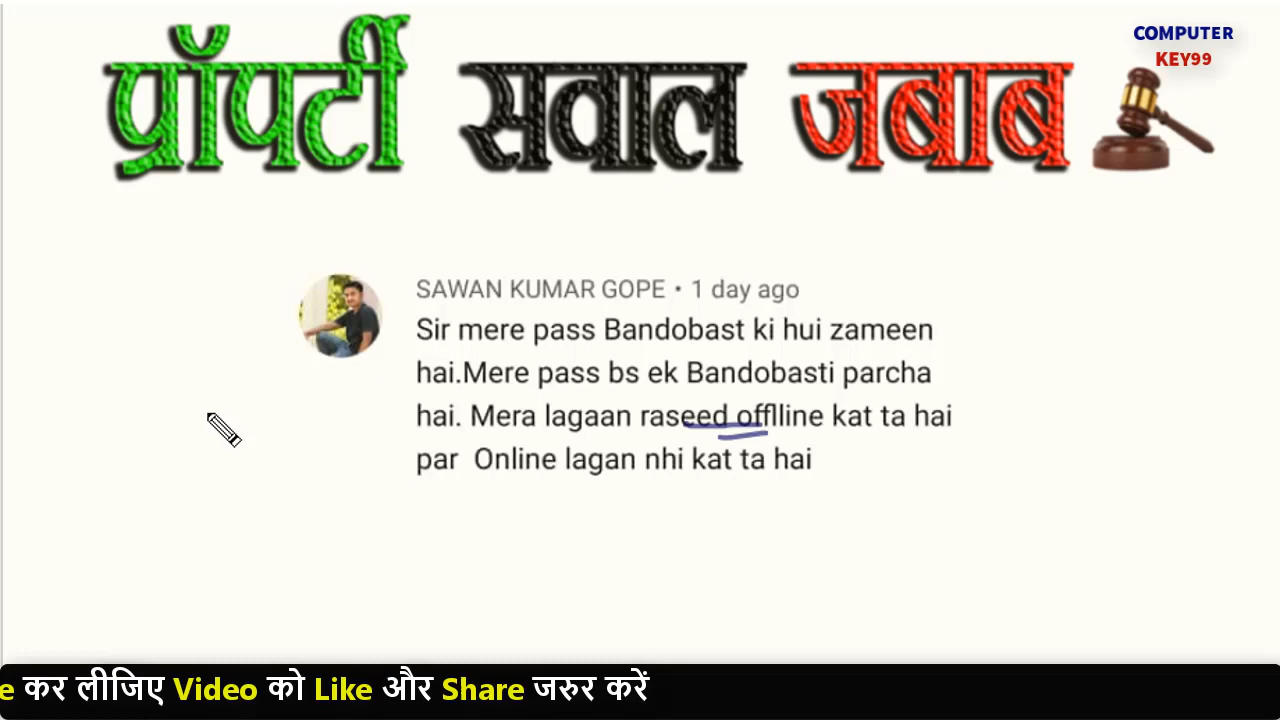 COMPUTER
KEY99
प्रॉपर्टी सवाल जबाब
SAWAN KUMAR GOPE • 1 day ago
Sir mere pass Bandobast ki hui zameen
hai.Mere pass bs ek Bandobasti parcha
hai. Mera lagaan raseed offlline kat ta hai
par Online lagan nhi kat ta hai
e कर लीजिए Video को Like और Share जरुर करें